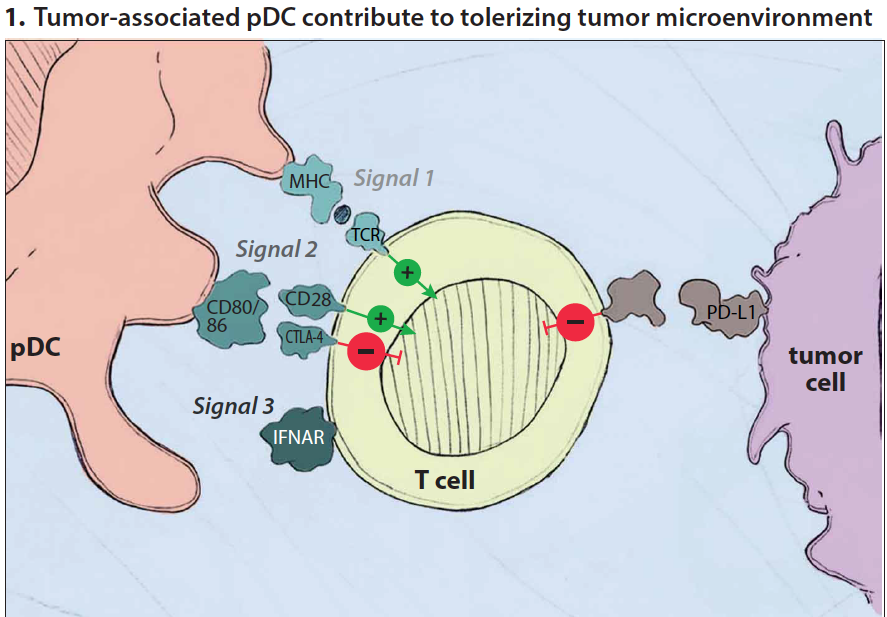 1. Tumor-associated pDC contribute to tolerizing tumor microenvironment
MHC
Signal 1
TCR
Signal 2
CD80/
86
CD28
+
+
CTLA-4
−
−
PD-L1
pDC
tumor
cell
Signal 3
IFNAR
T cell